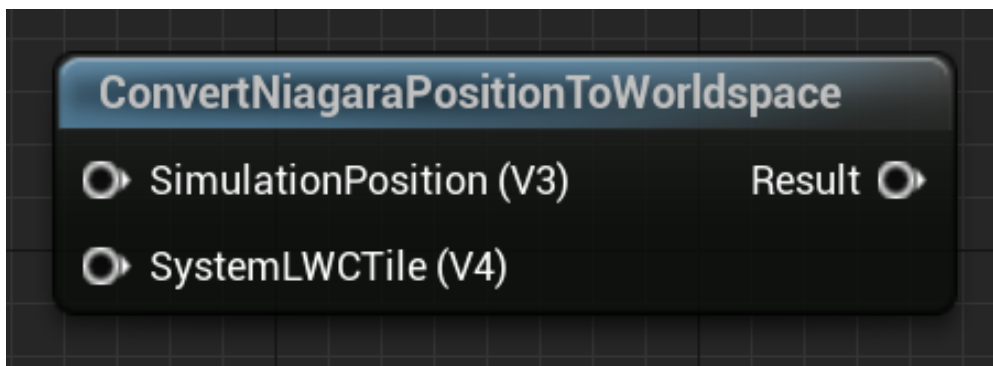 ConvertNiagaraPositionToWorldspace
SimulationPosition (V3) Result
SystemLWCTile (V4)